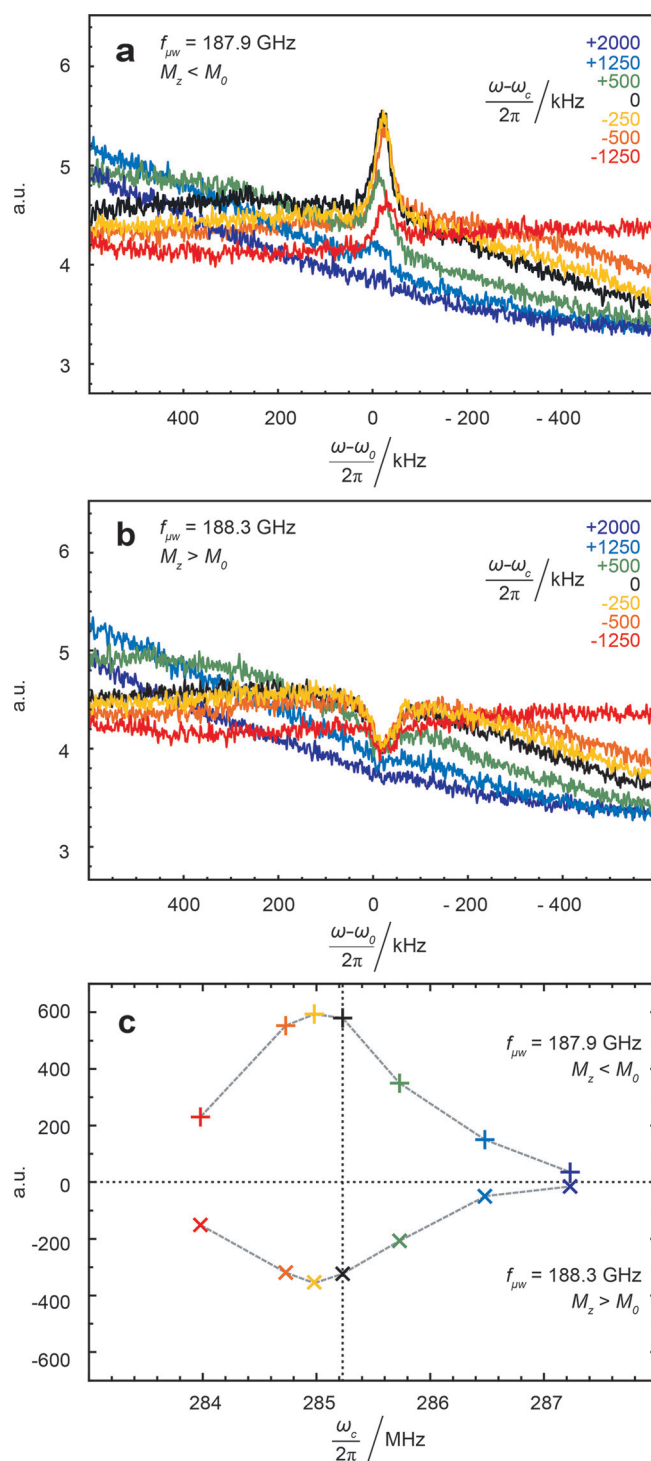 a
f_μw = 187.9 GHz
M_z < M_0
ω-ω_c
2π /kHz
+2000
+1250
+500
0
-250
-500
-1250
6
5
4
3
a.u.
400 200 0 - 200 - 400
ω-ω_0
2π /kHz
b
f_μw = 188.3 GHz
M_z > M_0
ω-ω_c
2π /kHz
+2000
+1250
+500
0
-250
-500
-1250
6
5
4
3
a.u.
400 200 0 - 200 - 400
ω-ω_0
2π /kHz
c
f_μw = 187.9 GHz
M_z < M_0
f_μw = 188.3 GHz
M_z > M_0
600
400
200
0
-200
-400
-600
a.u.
284 285 286 287
ω_c
2π /MHz